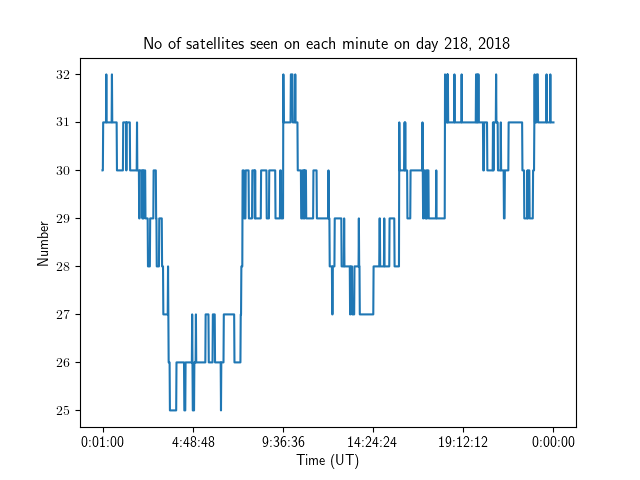 No of satellites seen on each minute on day 218, 2018
32
31
30
29
28
27
26
25
Number
0:01:00 4:48:48 9:36:36 14:24:24 19:12:12 0:00:00
Time (UT)